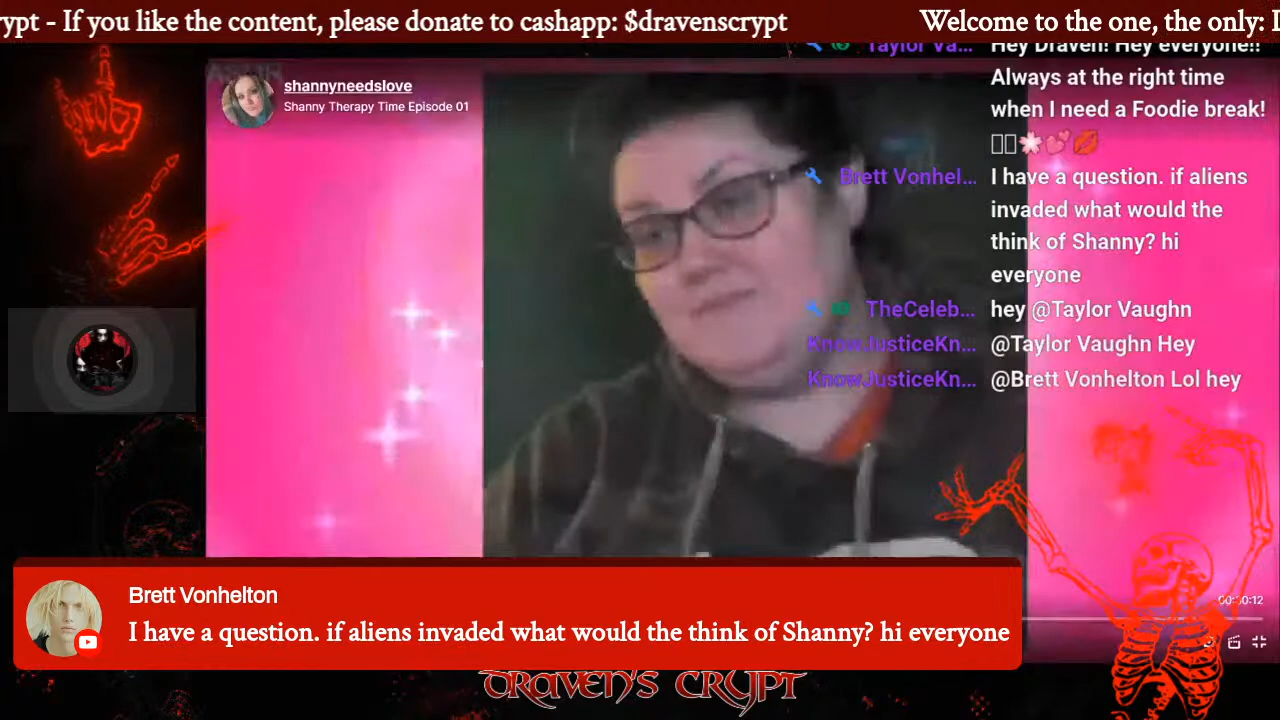 rypt - If you like the content, please donate to cashapp: $dravenscrypt
Welcome to the one, the only:
shannyneedslove
Shanny Therapy Time Episode 01
Taylor Va... Hey Draven! Hey everyone!!
Always at the right time
when I need a Foodie break!
🌸💕💋
Brett Vonhel... I have a question. if aliens
invaded what would the
think of Shanny? hi
everyone
TheCeleb... hey @Taylor Vaughn
KnowJusticeKn... @Taylor Vaughn Hey
KnowJusticeKn... @Brett Vonhelton Lol hey
Brett Vonhelton
I have a question. if aliens invaded what would the think of Shanny? hi everyone
DRAVEN'S CRYPT